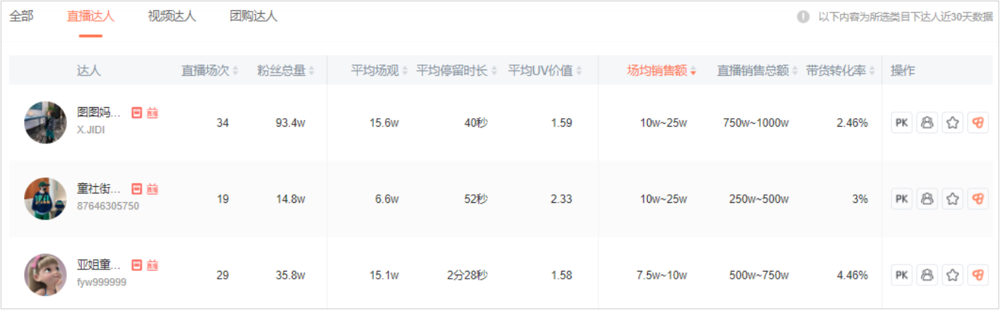 全部 直播达人 视频达人 团购达人 以下内容为所选类目下达人近30天数据
达人 直播场次 粉丝总量 平均场观 平均停留时长 平均UV价值 场均销售额 直播销售总额 带货转化率 操作
图图妈... 直播
34 93.4w 15.6w 40秒 1.59 10w~25w 750w~1000w 2.46% PK
X.JIDI
童社街... 直播
19 14.8w 6.6w 52秒 2.33 10w~25w 250w~500w 3% PK
87646305750
亚姐童... 直播
29 35.8w 15.1w 2分28秒 1.58 7.5w~10w 500w~750w 4.46% PK
fyw999999